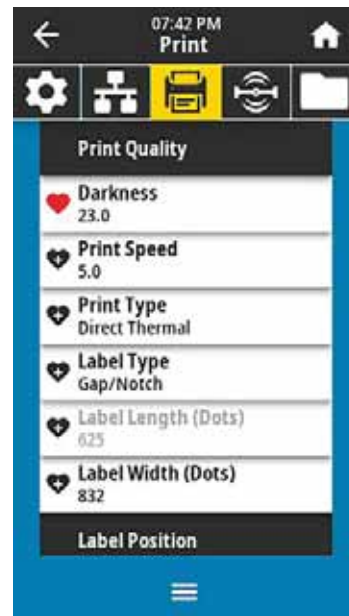 07:42 PM
Print
Print Quality
Darkness
23.0
Print Speed
5.0
Print Type
Direct Thermal
Label Type
Gap/Notch
Label Length (Dots)
625
Label Width (Dots)
832
Label Position